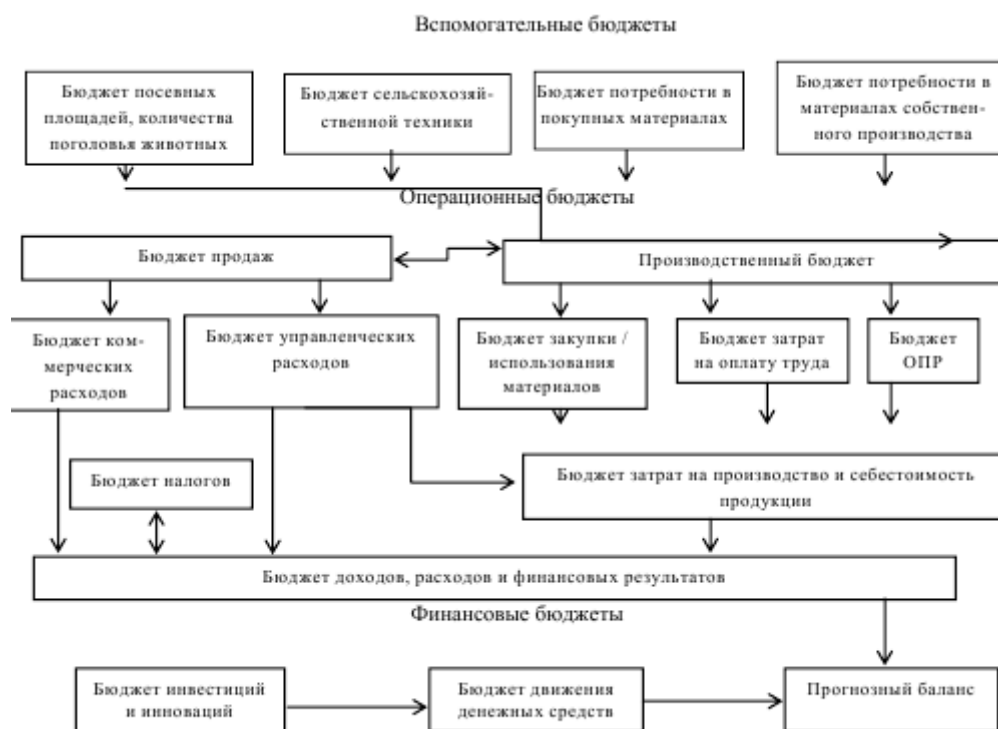 Вспомогательные бюджеты
Бюджет посевных
площадей, количества
поголовья животных
Бюджет сельскохозяй-
ственной техники
Бюджет потребности в
покупных материалах
Бюджет потребности в
материалах собствен-
ного производства
Операционные бюджеты
Бюджет продаж
Производственный бюджет
Бюджет ком-
мерческих
расходов
Бюджет управленческих
расходов
Бюджет закупки /
использования
материалов
Бюджет затрат
на оплату труда
Бюджет
ОПР
Бюджет налогов
Бюджет затрат на производство и себестоимость
продукции
Бюджет доходов, расходов и финансовых результатов
Финансовые бюджеты
Бюджет инвестиций
и инноваций
Бюджет движения
денежных средств
Прогнозный баланс